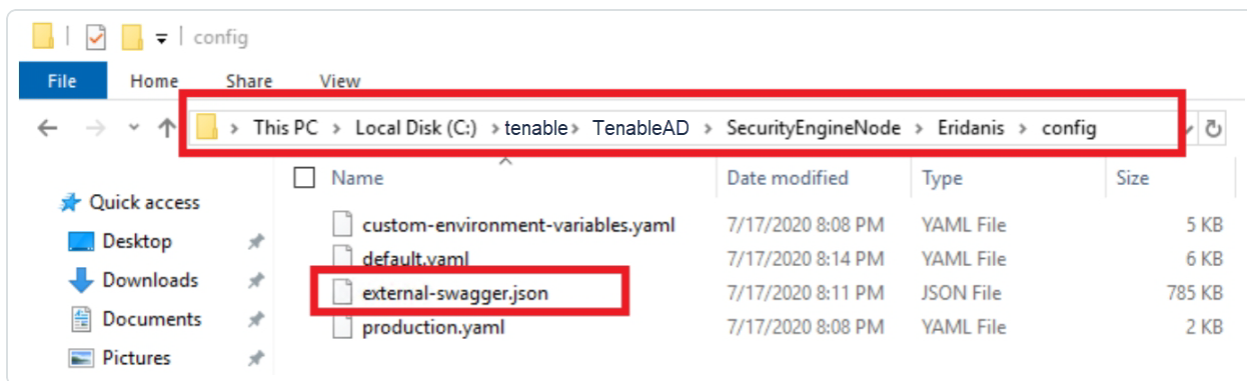 config
File Home Share View
This PC > Local Disk (C:) > tenable > TenableAD > SecurityEngineNode > Eridanis > config
Name Date modified Type Size
Quick access
Desktop
Downloads
Documents
Pictures
custom-environment-variables.yaml 7/17/2020 8:08 PM YAML File 5 KB
default.yaml 7/17/2020 8:14 PM YAML File 6 KB
external-swagger.json 7/17/2020 8:11 PM JSON File 785 KB
production.yaml 7/17/2020 8:08 PM YAML File 2 KB